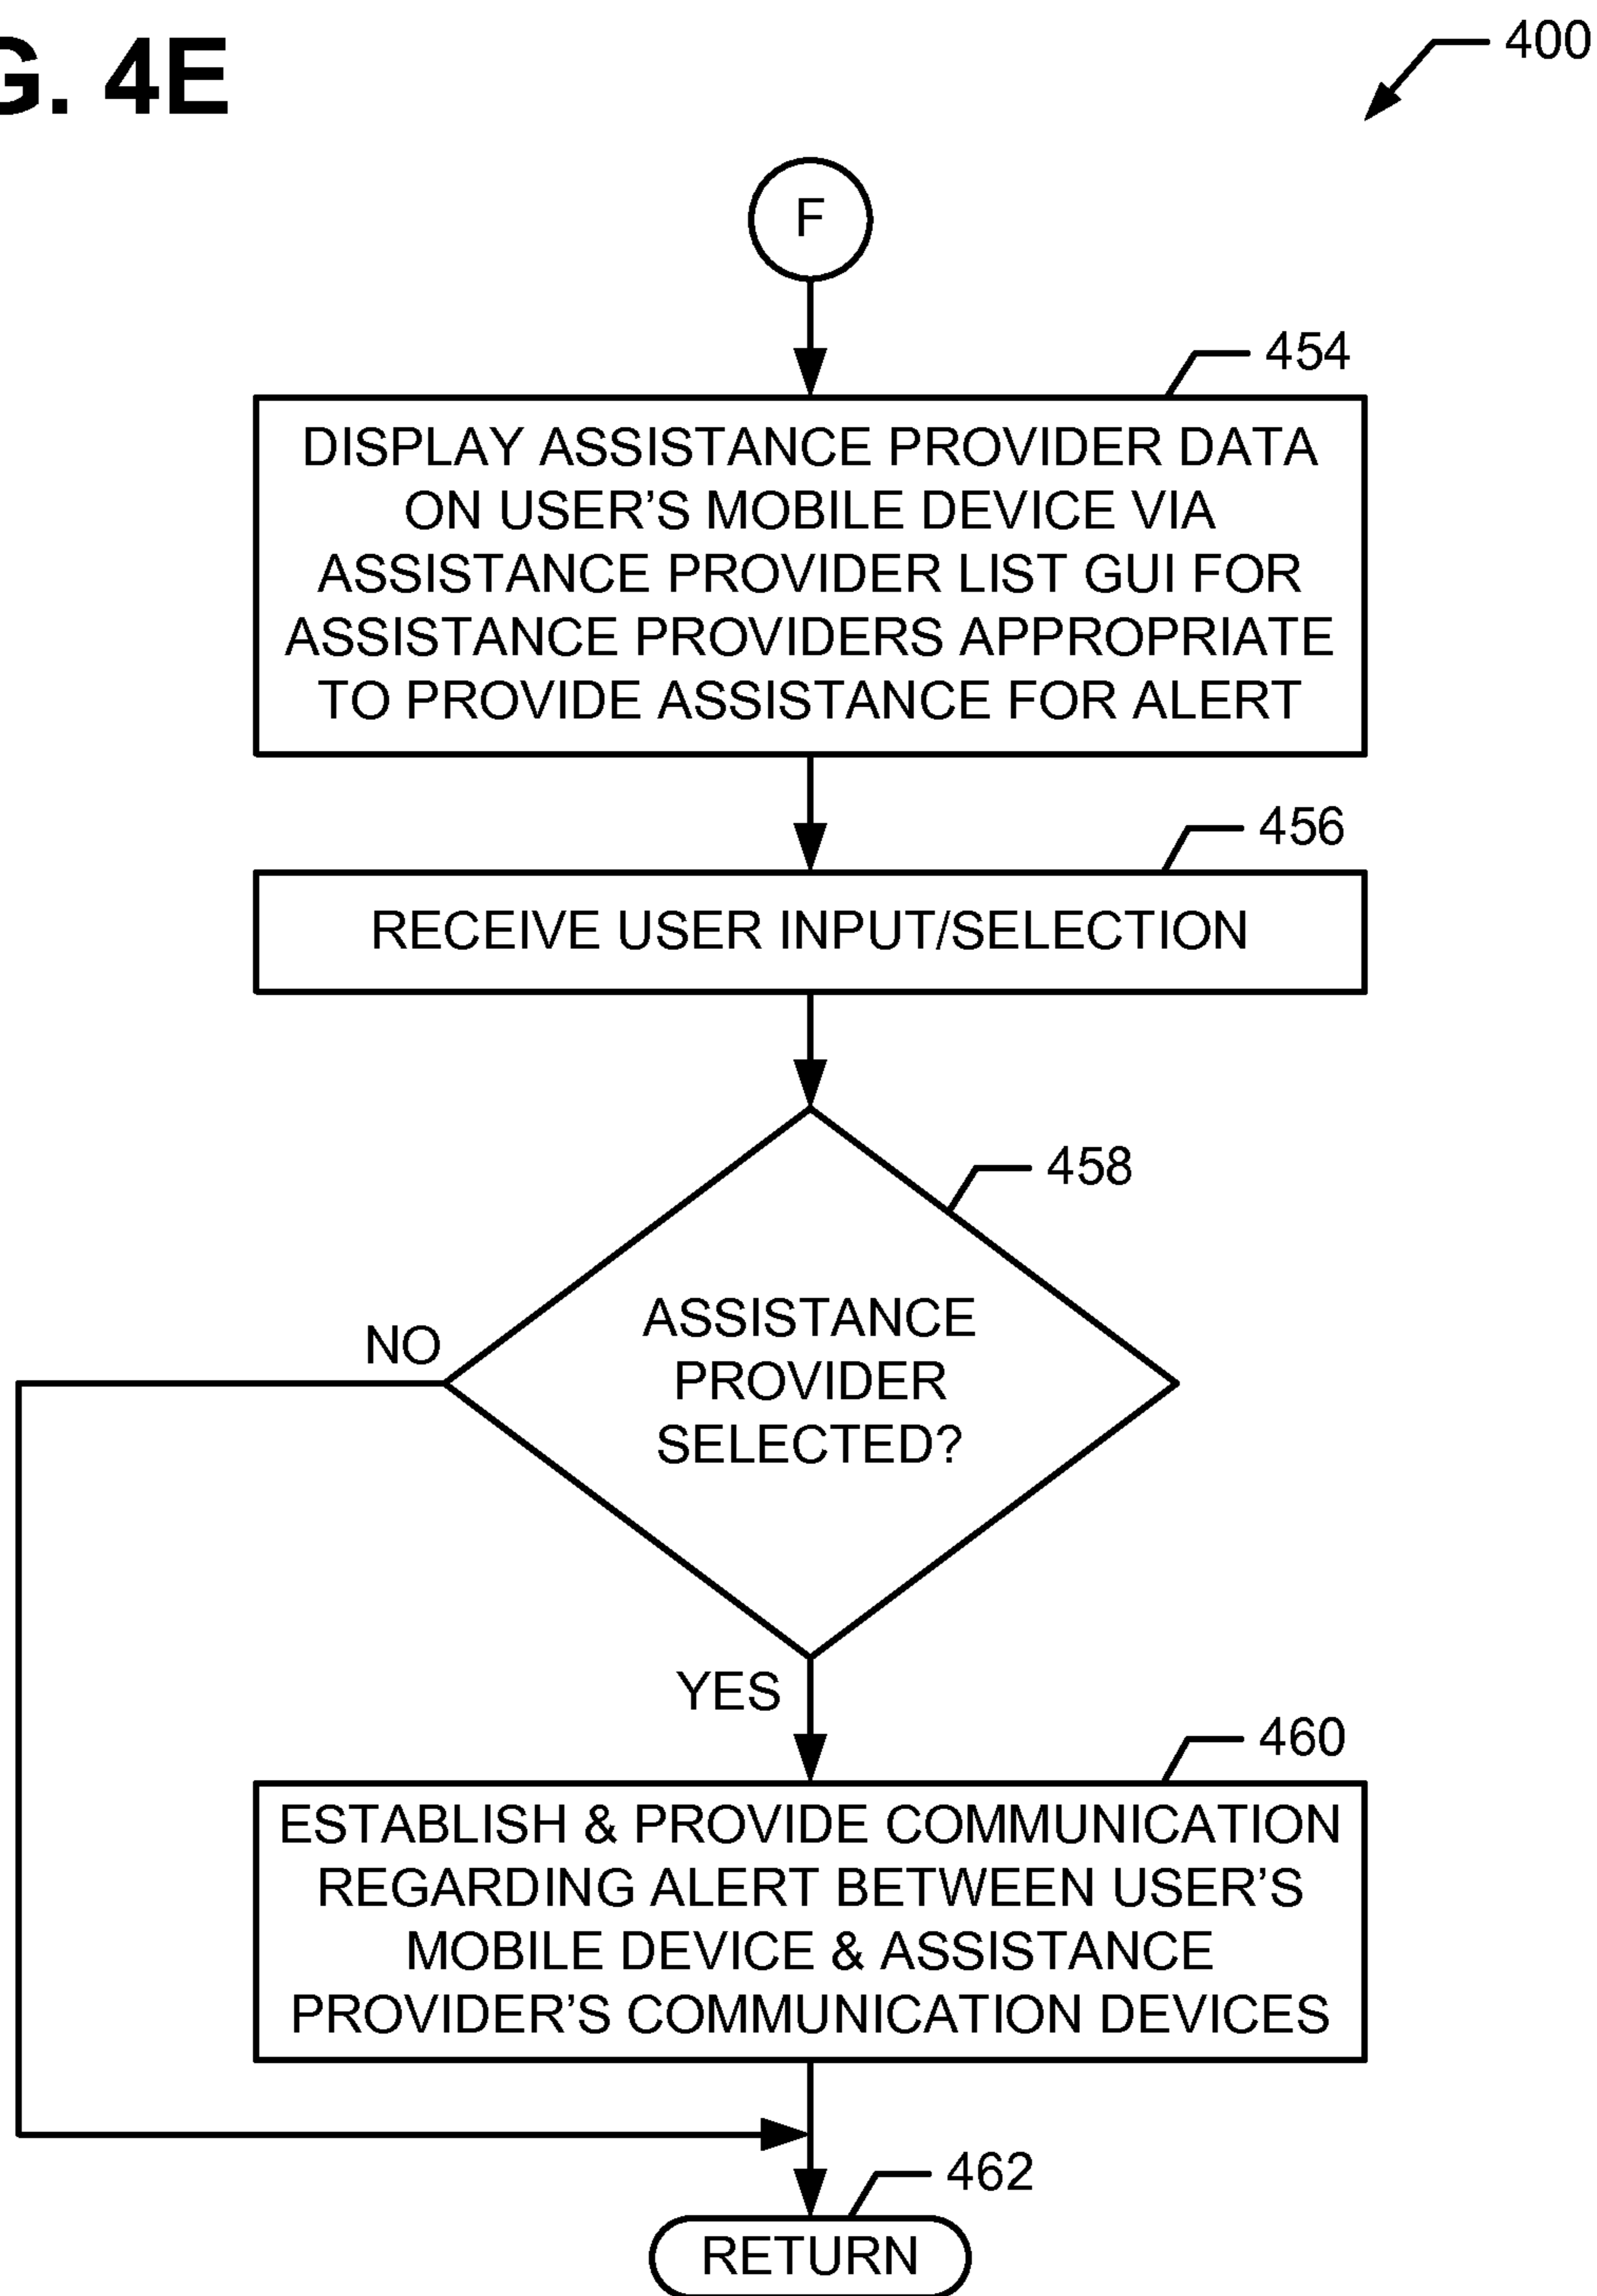 G. 4E
400
F
454
DISPLAY ASSISTANCE PROVIDER DATA
ON USER’S MOBILE DEVICE VIA
ASSISTANCE PROVIDER LIST GUI FOR
ASSISTANCE PROVIDERS APPROPRIATE
TO PROVIDE ASSISTANCE FOR ALERT
456
RECEIVE USER INPUT/SELECTION
458
ASSISTANCE
PROVIDER
SELECTED?
NO
YES
460
ESTABLISH & PROVIDE COMMUNICATION
REGARDING ALERT BETWEEN USER’S
MOBILE DEVICE & ASSISTANCE
PROVIDER’S COMMUNICATION DEVICES
462
RETURN